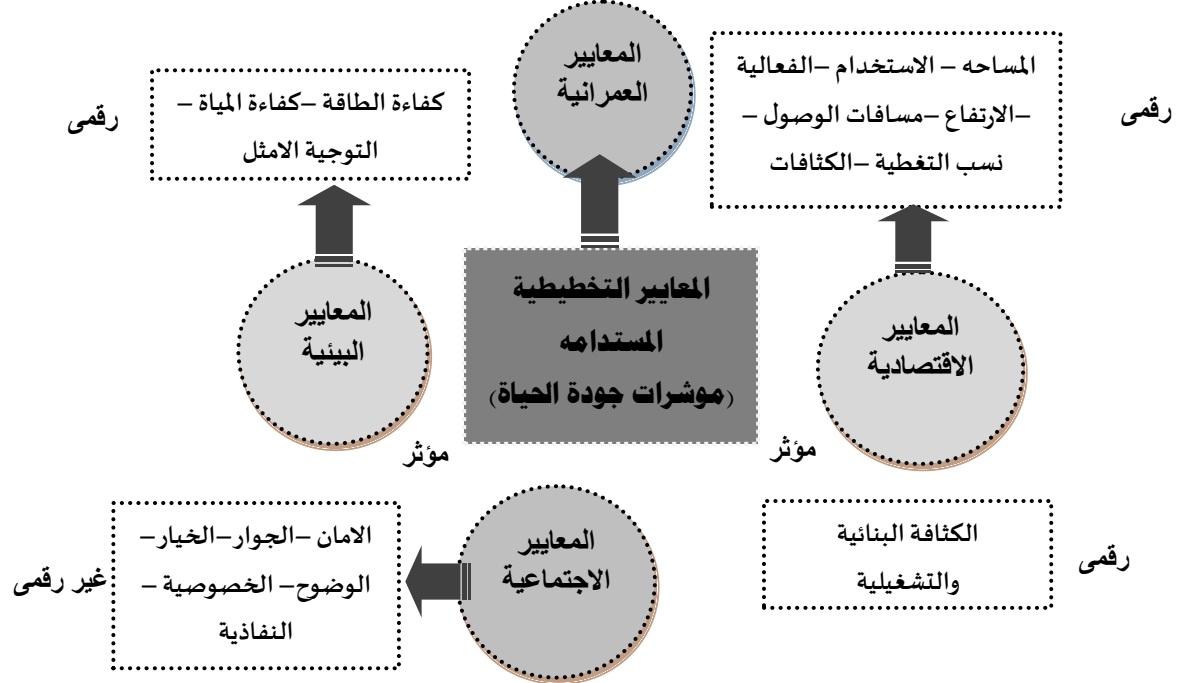 المعايير
العمرانية
المساحه – الاستخدام –الفعالية
–الارتفاع –مسافات الوصول –
نسب التغطية –الكثافات
رقمى
كفاءة الطاقة –كفاءة المياة –
التوجية الامثل
رقمى
المعايير
الاقتصادية
المعايير التخطيطية
المستدامه
(موشرات جودة الحياة)
المعايير
البيئية
مؤثر
مؤثر
الكثافة البنائية
والتشغيلية
رقمى
المعايير
الاجتماعية
الامان –الجوار–الخيار–
الوضوح– الخصوصية –
النفاذية
غير رقمى